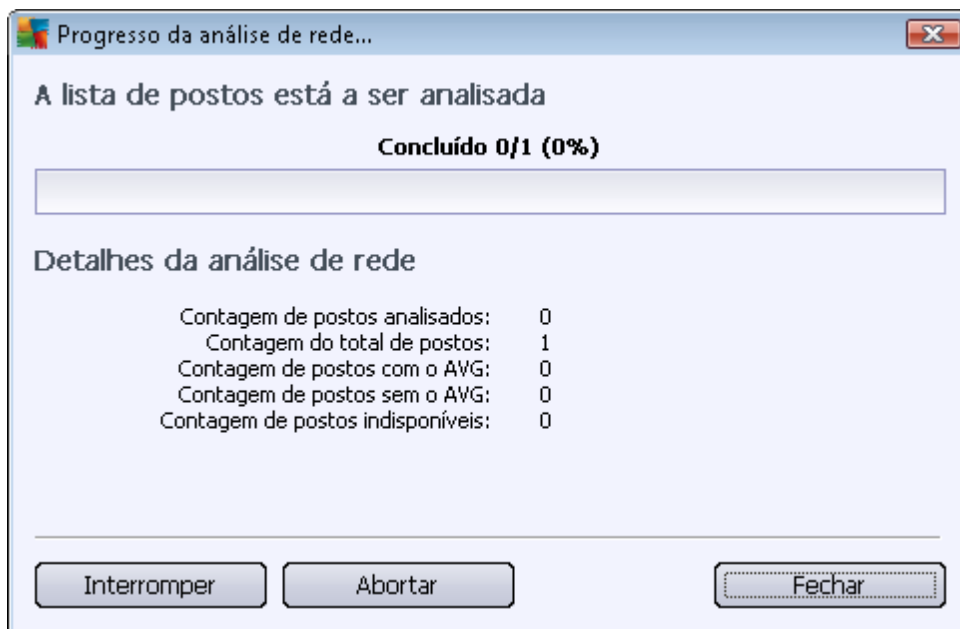 Progresso da análise de rede...
A lista de postos está a ser analisada
Concluído 0/1 (0%)
Detalhes da análise de rede
Contagem de postos analisados: 0
Contagem do total de postos: 1
Contagem de postos com o AVG: 0
Contagem de postos sem o AVG: 0
Contagem de postos indisponíveis: 0
Interromper Abortar Fechar